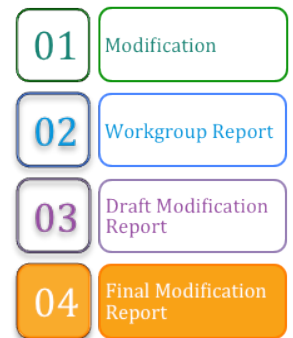 01
Modification
02
Workgroup Report
03
Draft Modification
Report
04
Final Modification
Report